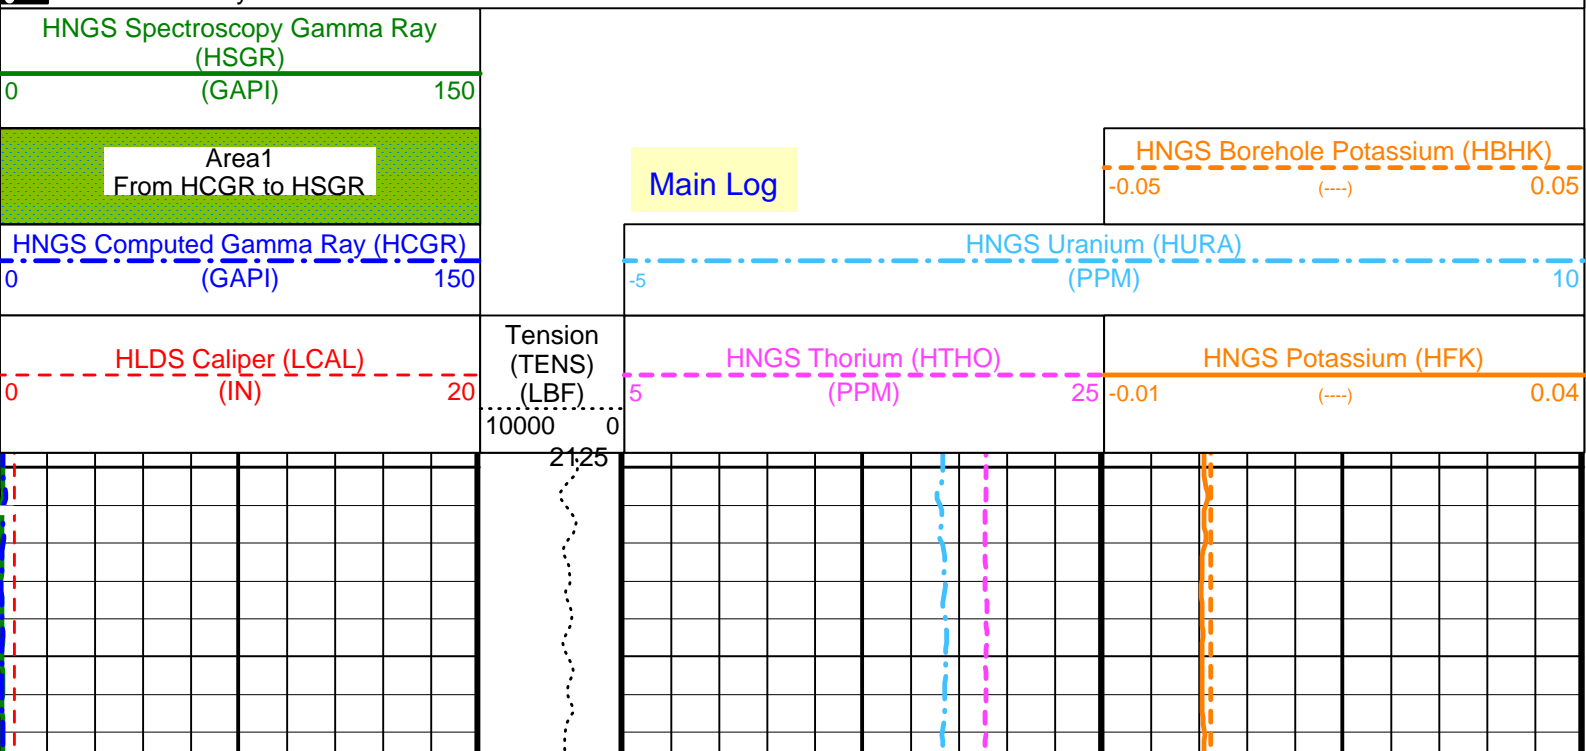 HNGS Spectroscopy Gamma Ray
(HSGR)
0 (GAPI) 150
Area1
From HCGR to HSGR
Main Log
HNGS Borehole Potassium (HBHK)
-0.05 (----) 0.05
HNGS Computed Gamma Ray (HCGR)
0 (GAPI) 150
HNGS Uranium (HURA)
-5 (PPM) 10
HLDS Caliper (LCAL)
0 (IN) 20
Tension
(TENS)
(LBF)
10000 0
HNGS Thorium (HTHO)
5 (PPM) 25
HNGS Potassium (HFK)
-0.01 (----) 0.04
2125